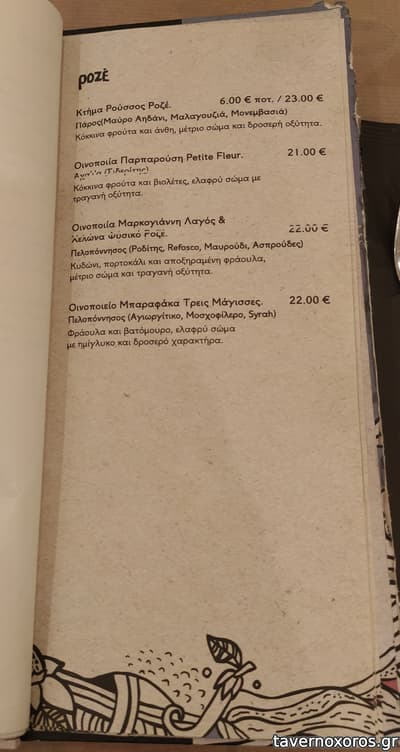 ροζέ
Κτήμα Ρούσσος Ροζέ. 6.00 € ποτ. / 23.00 €
Πάρος(Μαύρο Αηδάνι, Μαλαγουζιά, Μονεμβασιά)
Κόκκινα φρούτα και άνθη, μέτριο σώμα και δροσερή οξύτητα.
Οινοποιία Παρπαρούση Petite Fleur. 21.00 €
Κόκκινα φρούτα και βιολέτες, ελαφρύ σώμα με
τραγανή οξύτητα.
Οινοποιία Μαρκογιάννη Λαγός &
Χελώνα Φυσικό Ροζέ. 22.00 €
Πελοπόννησος (Ροδίτης, Refosco, Μαυρούδι, Ασπρούδες)
Κυδώνι, πορτοκάλι και αποξηραμένη φράουλα,
μέτριο σώμα και τραγανή οξύτητα.
Οινοποιείο Μπαραφάκα Τρεις Μάγισσες. 22.00 €
Πελοπόννησος (Αγιωργίτικο, Μοσχοφίλερο, Syrah)
Φράουλα και βατόμουρο, ελαφρύ σώμα
με ημίγλυκο και δροσερό χαρακτήρα.
tavernoxoros.gr